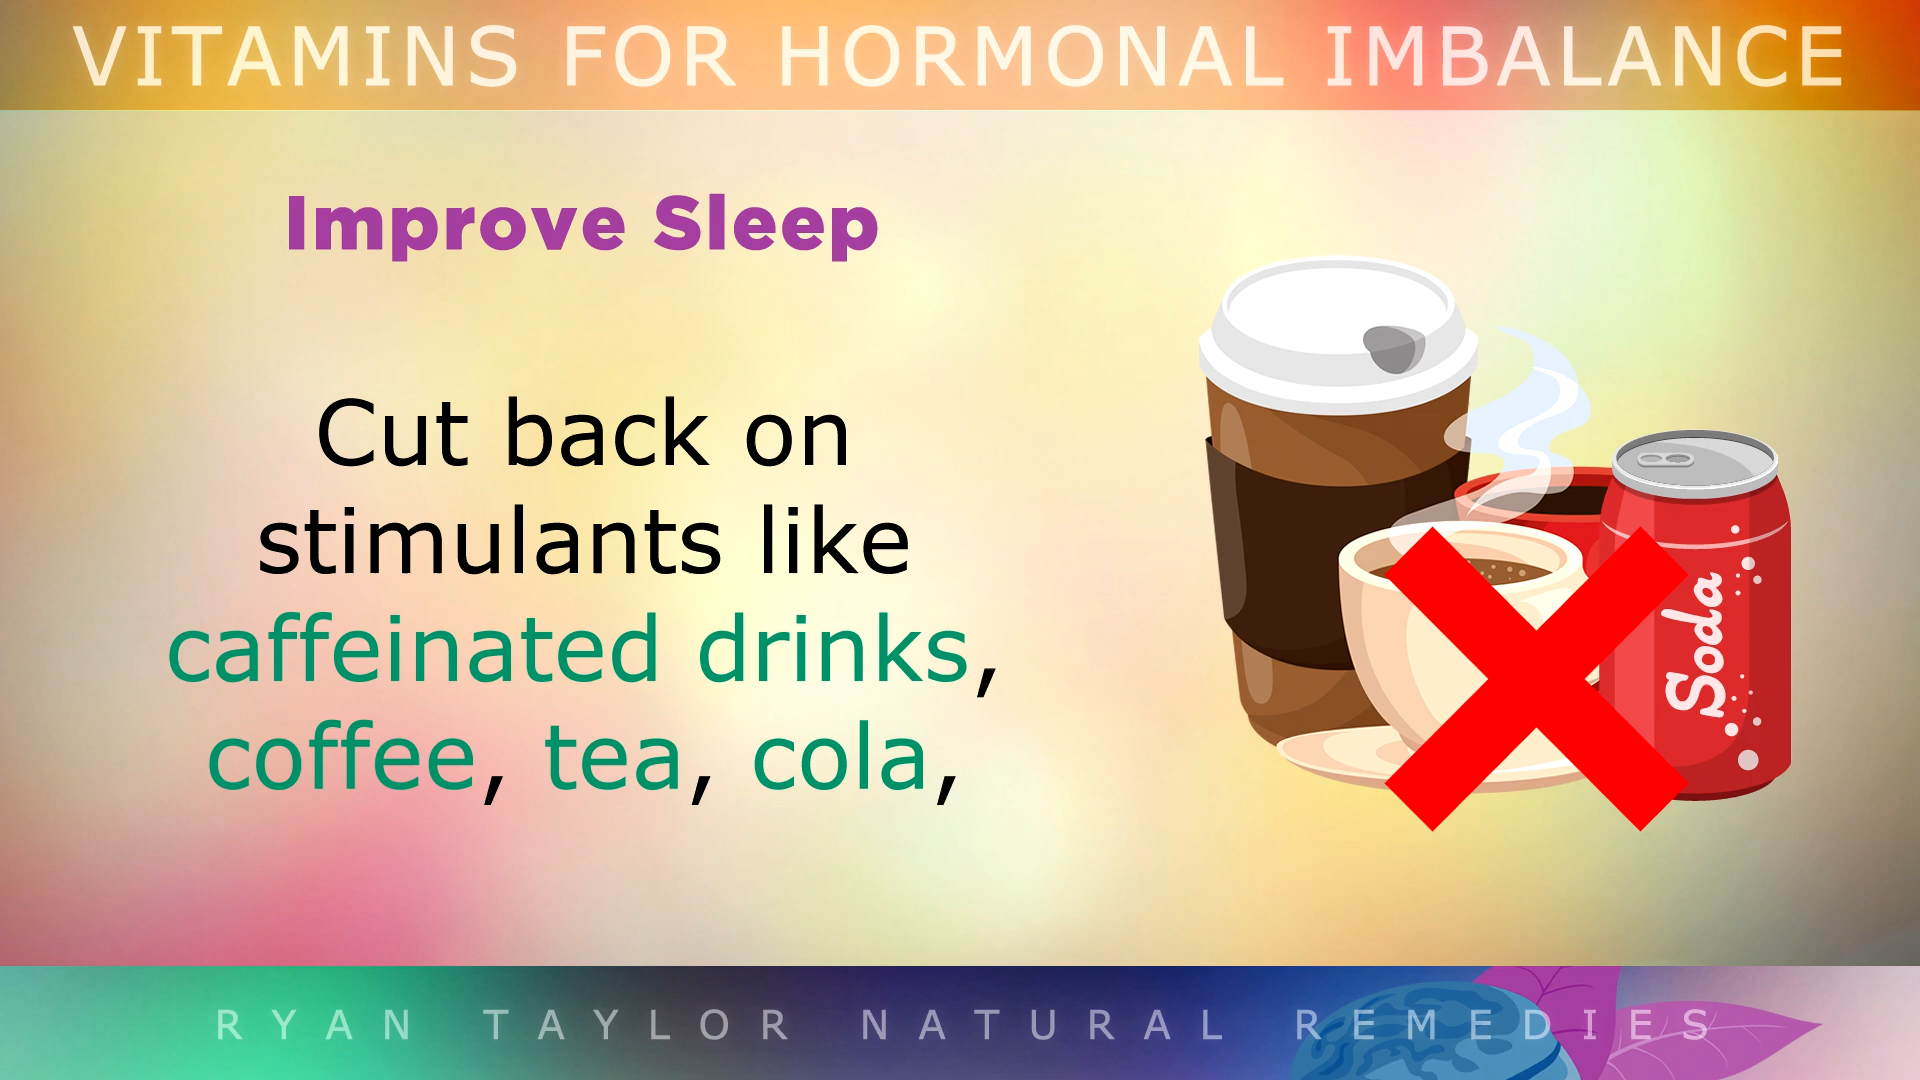 VITAMINS FOR HORMONAL IMBALANCE
Improve Sleep
Cut back on
stimulants like
caffeinated drinks,
coffee, tea, cola,
Soda
RYAN TAYLOR NATURAL REMEDIES